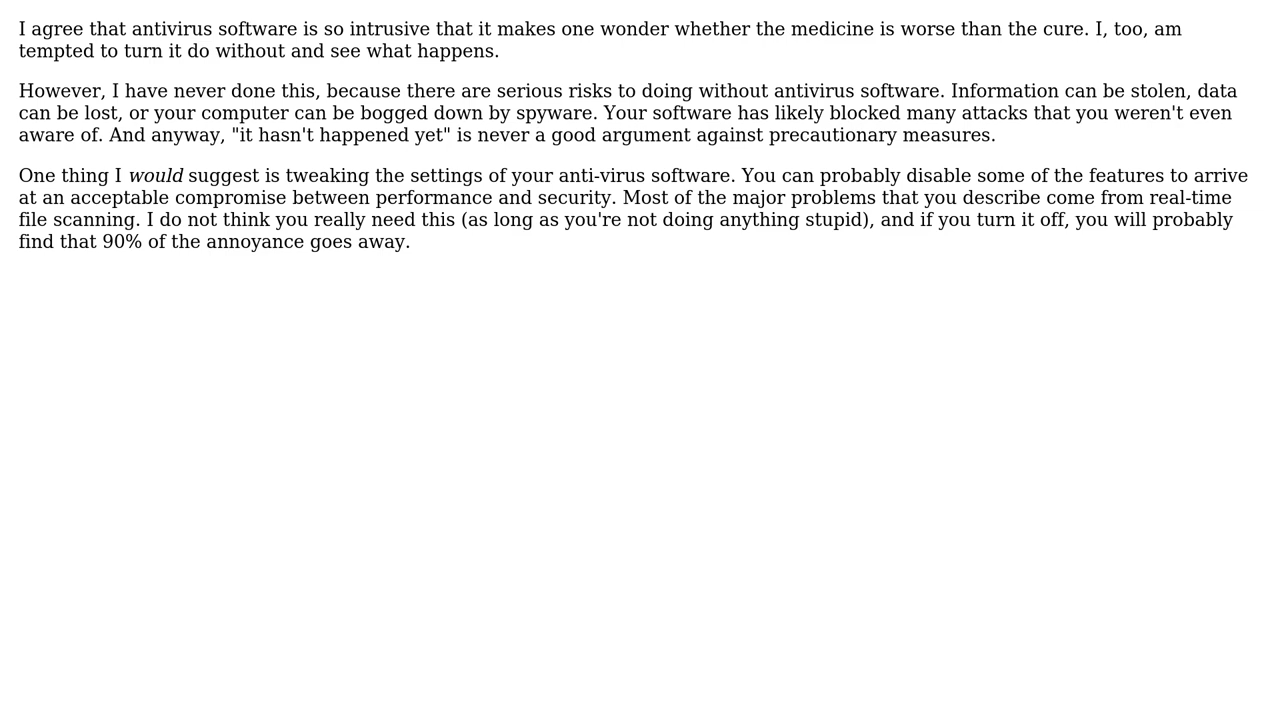 I agree that antivirus software is so intrusive that it makes one wonder whether the medicine is worse than the cure. I, too, am
tempted to turn it do without and see what happens.
However, I have never done this, because there are serious risks to doing without antivirus software. Information can be stolen, data
can be lost, or your computer can be bogged down by spyware. Your software has likely blocked many attacks that you weren't even
aware of. And anyway, "it hasn't happened yet" is never a good argument against precautionary measures.
One thing I would suggest is tweaking the settings of your anti-virus software. You can probably disable some of the features to arrive
at an acceptable compromise between performance and security. Most of the major problems that you describe come from real-time
file scanning. I do not think you really need this (as long as you're not doing anything stupid), and if you turn it off, you will probably
find that 90% of the annoyance goes away.